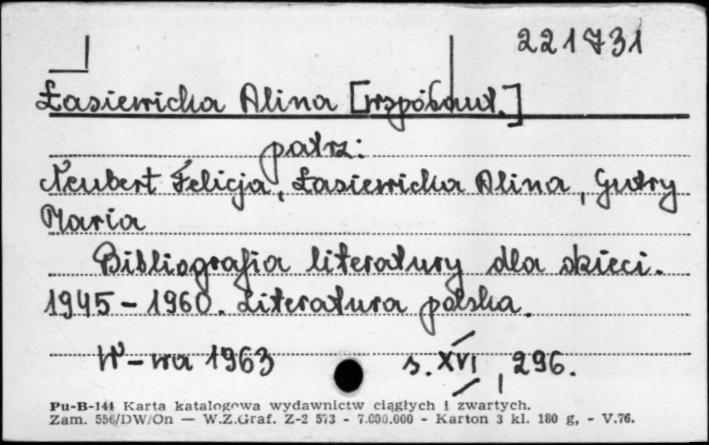 221731
Łasiewicka Alina [współaut.]
patrz:
Neubert Felicja, Łasiewicka Alina, Gutry
Maria
Bibliografia literatury dla dzieci.
1945-1960. Literatura polska.
W-wa 1963 s. XVI, 296.
Pu-B-144 Karta katalogowa wydawnictw ciągłych i zwartych.
Zam. 556/DW/On — W.Z.Graf. Z-2 573 - 7.000.000 - Karton 3 kl. 180 g, - V.76.